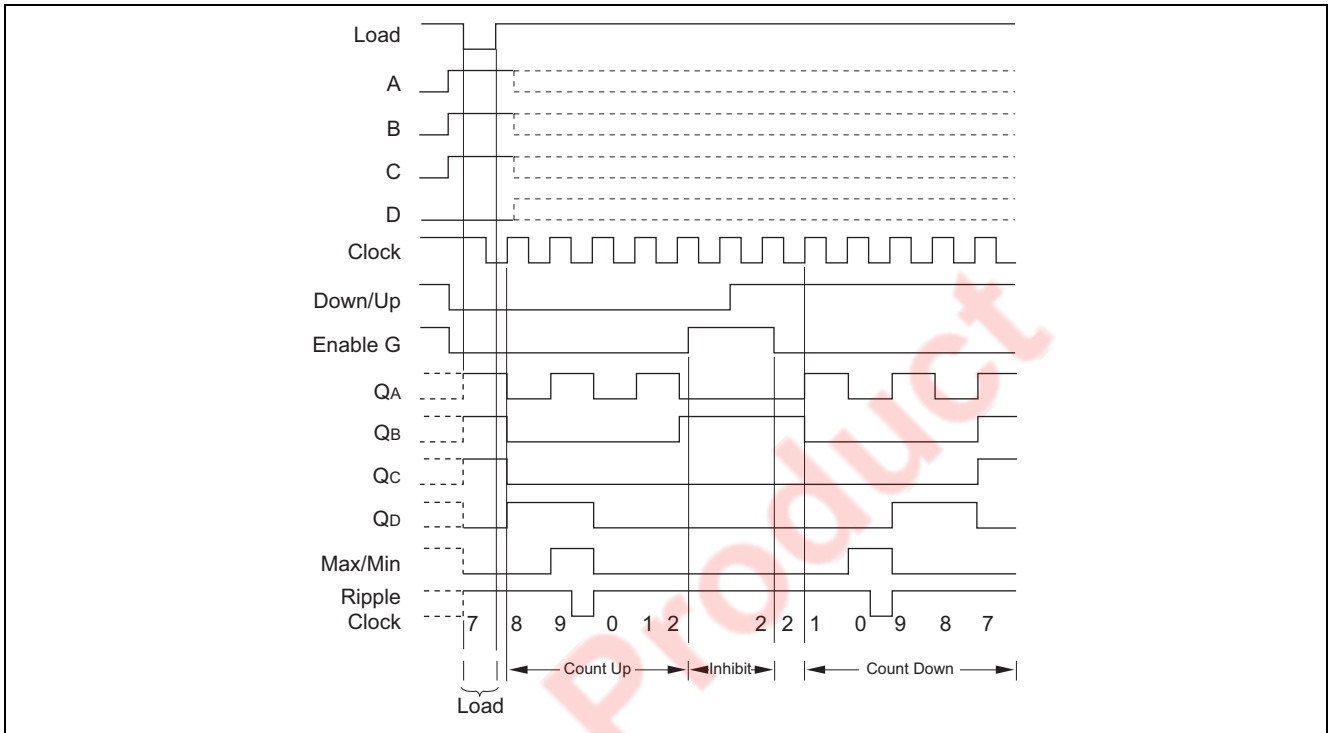 Load
A
B
C
D
Clock
Down/Up
Enable G
QA
QB
QC
QD
Max/Min
Ripple
Clock
7 8 9 0 1 2 2 2 1 0 9 8 7
Count Up Inhibit Count Down
Load
Product